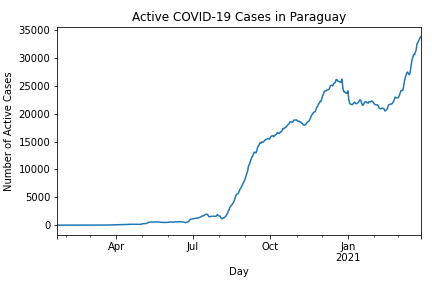 Active COVID-19 Cases in Paraguay
35000
30000
25000
20000
15000
10000
5000
0
Number of Active Cases
Apr Jul Oct Jan
2021
Day